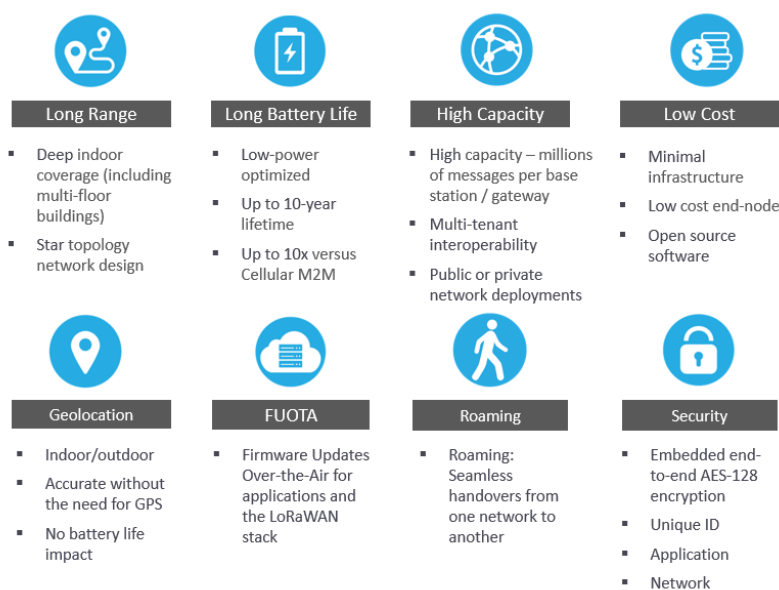 Long Range
▪ Deep indoor
coverage (including
multi-floor
buildings)
▪ Star topology
network design
Long Battery Life
▪ Low-power
optimized
▪ Up to 10-year
lifetime
▪ Up to 10x versus
Cellular M2M
High Capacity
▪ High capacity – millions
of messages per base
station / gateway
▪ Multi-tenant
interoperability
▪ Public or private
network deployments
Low Cost
▪ Minimal
infrastructure
▪ Low cost end-node
▪ Open source
software
Geolocation
▪ Indoor/outdoor
▪ Accurate without
the need for GPS
▪ No battery life
impact
FUOTA
▪ Firmware Updates
Over-the-Air for
applications and
the LoRaWAN
stack
Roaming
▪ Roaming:
Seamless
handovers from
one network to
another
Security
▪ Embedded end-
to-end AES-128
encryption
▪ Unique ID
▪ Application
▪ Network